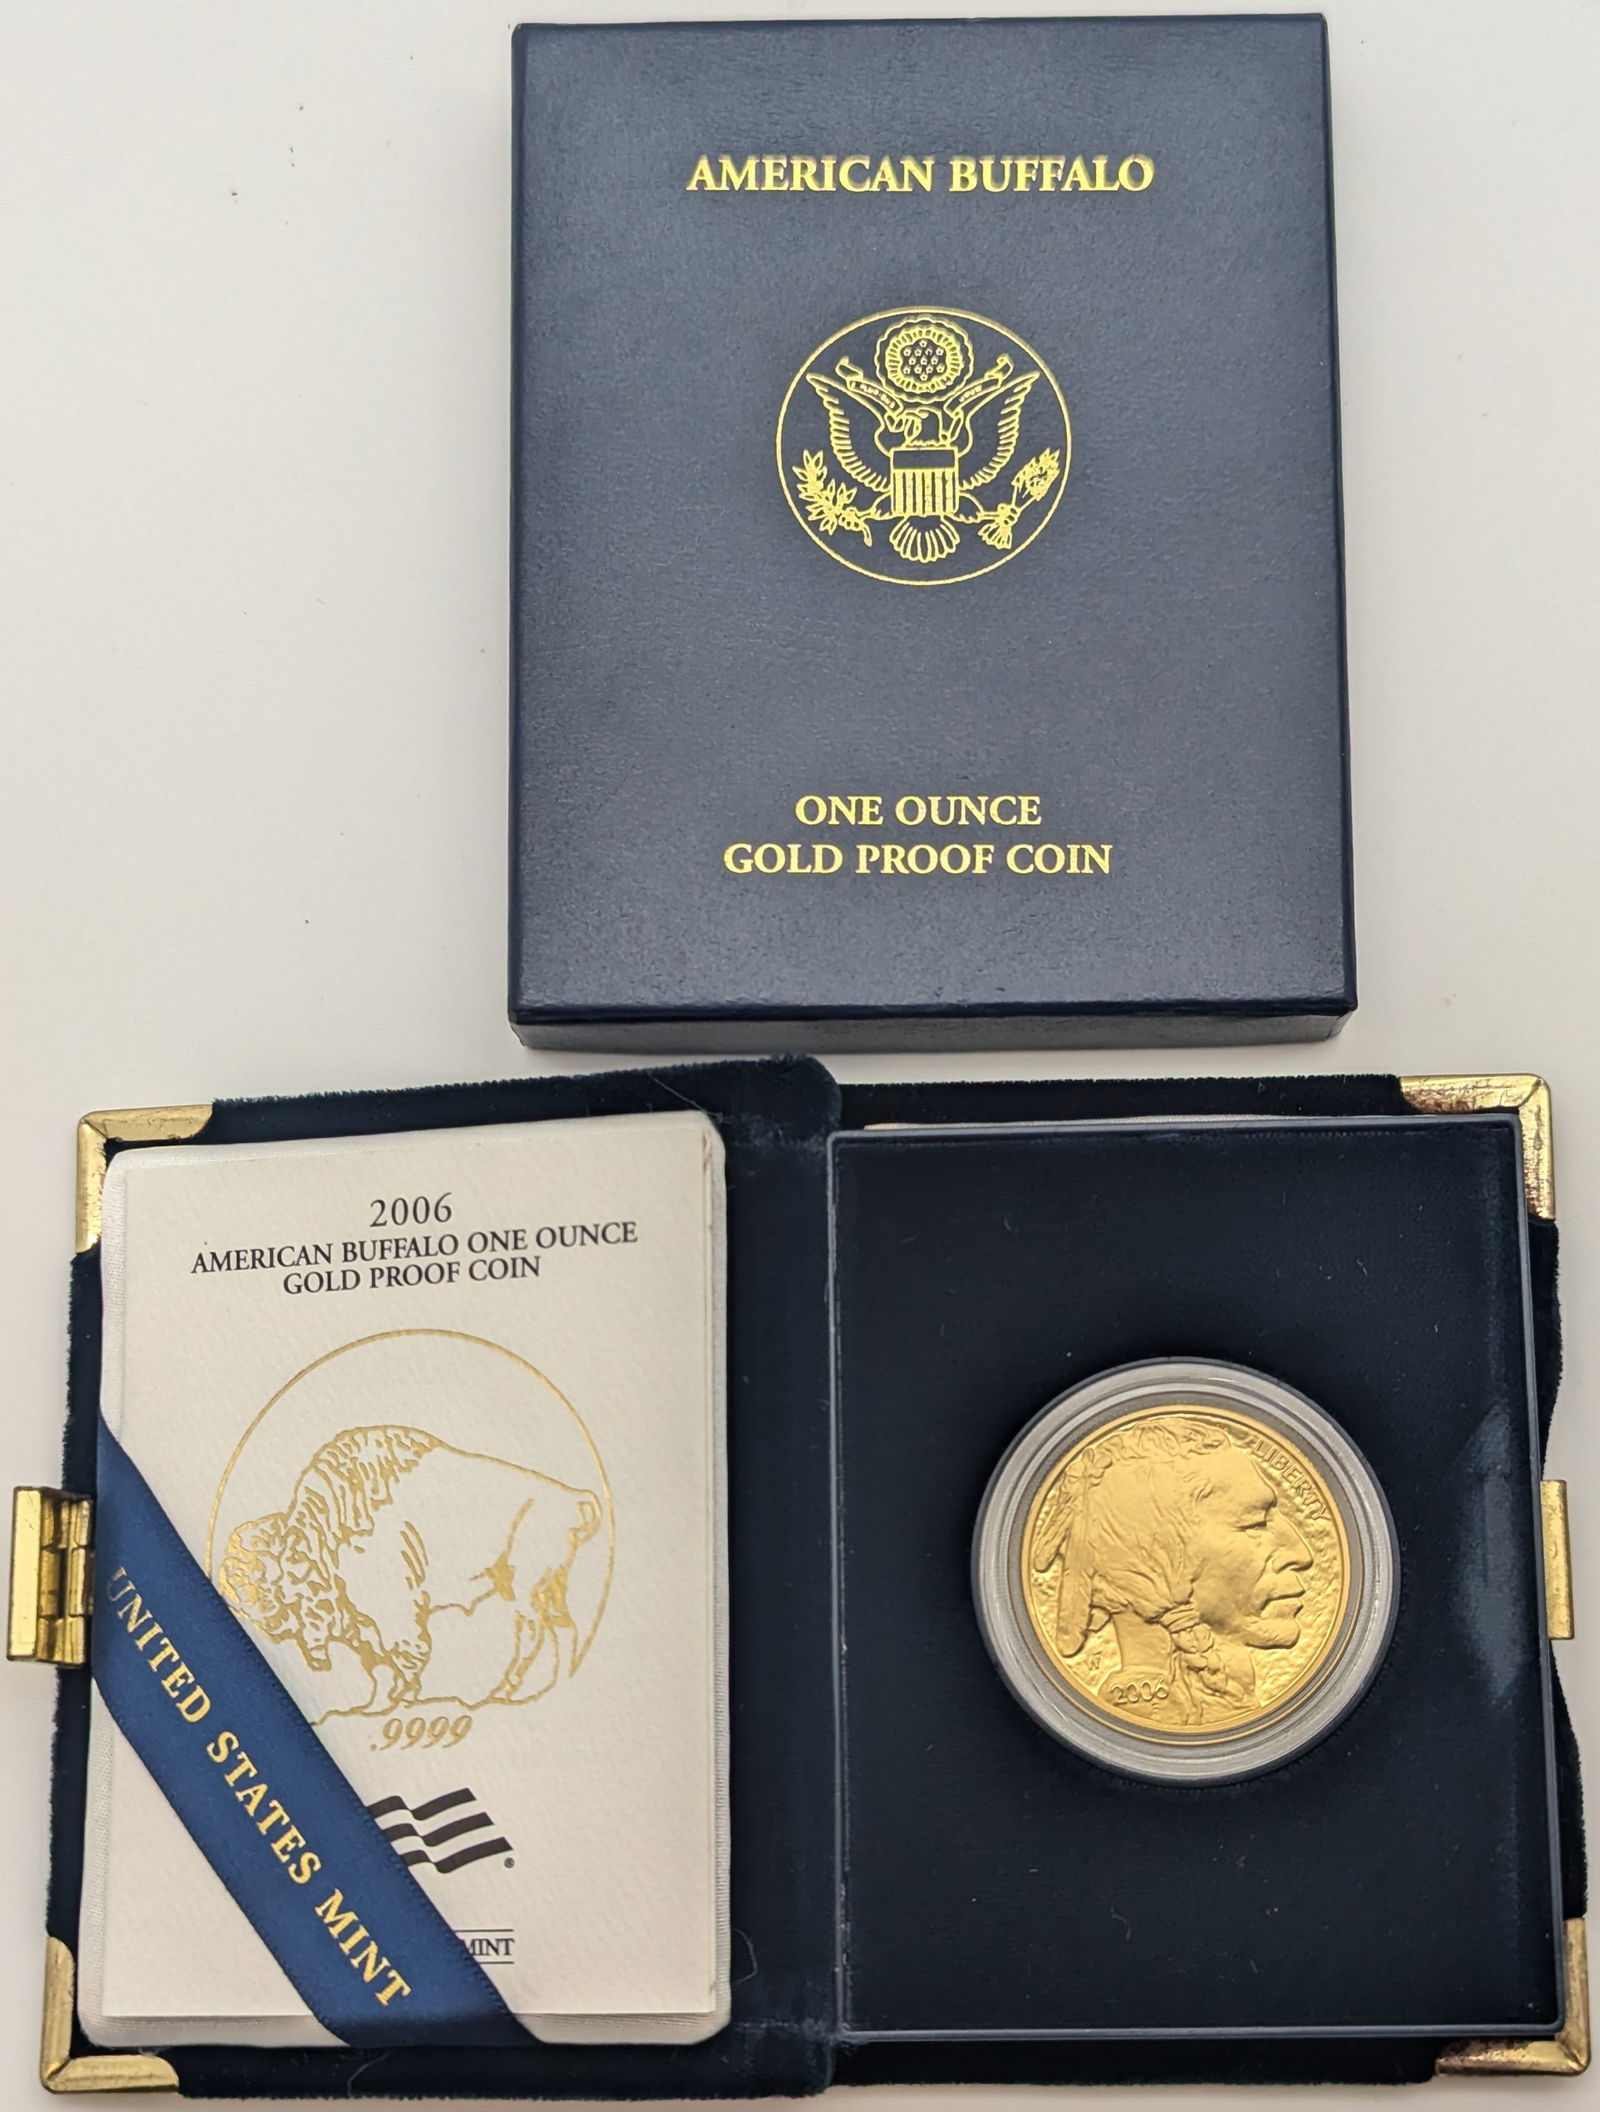 AMERICAN BUFFALO
ONE OUNCE
GOLD PROOF COIN
2006
AMERICAN BUFFALO ONE OUNCE
GOLD PROOF COIN
.9999
MINT
UNITED STATES MINT
LIBERTY
W
2006
F